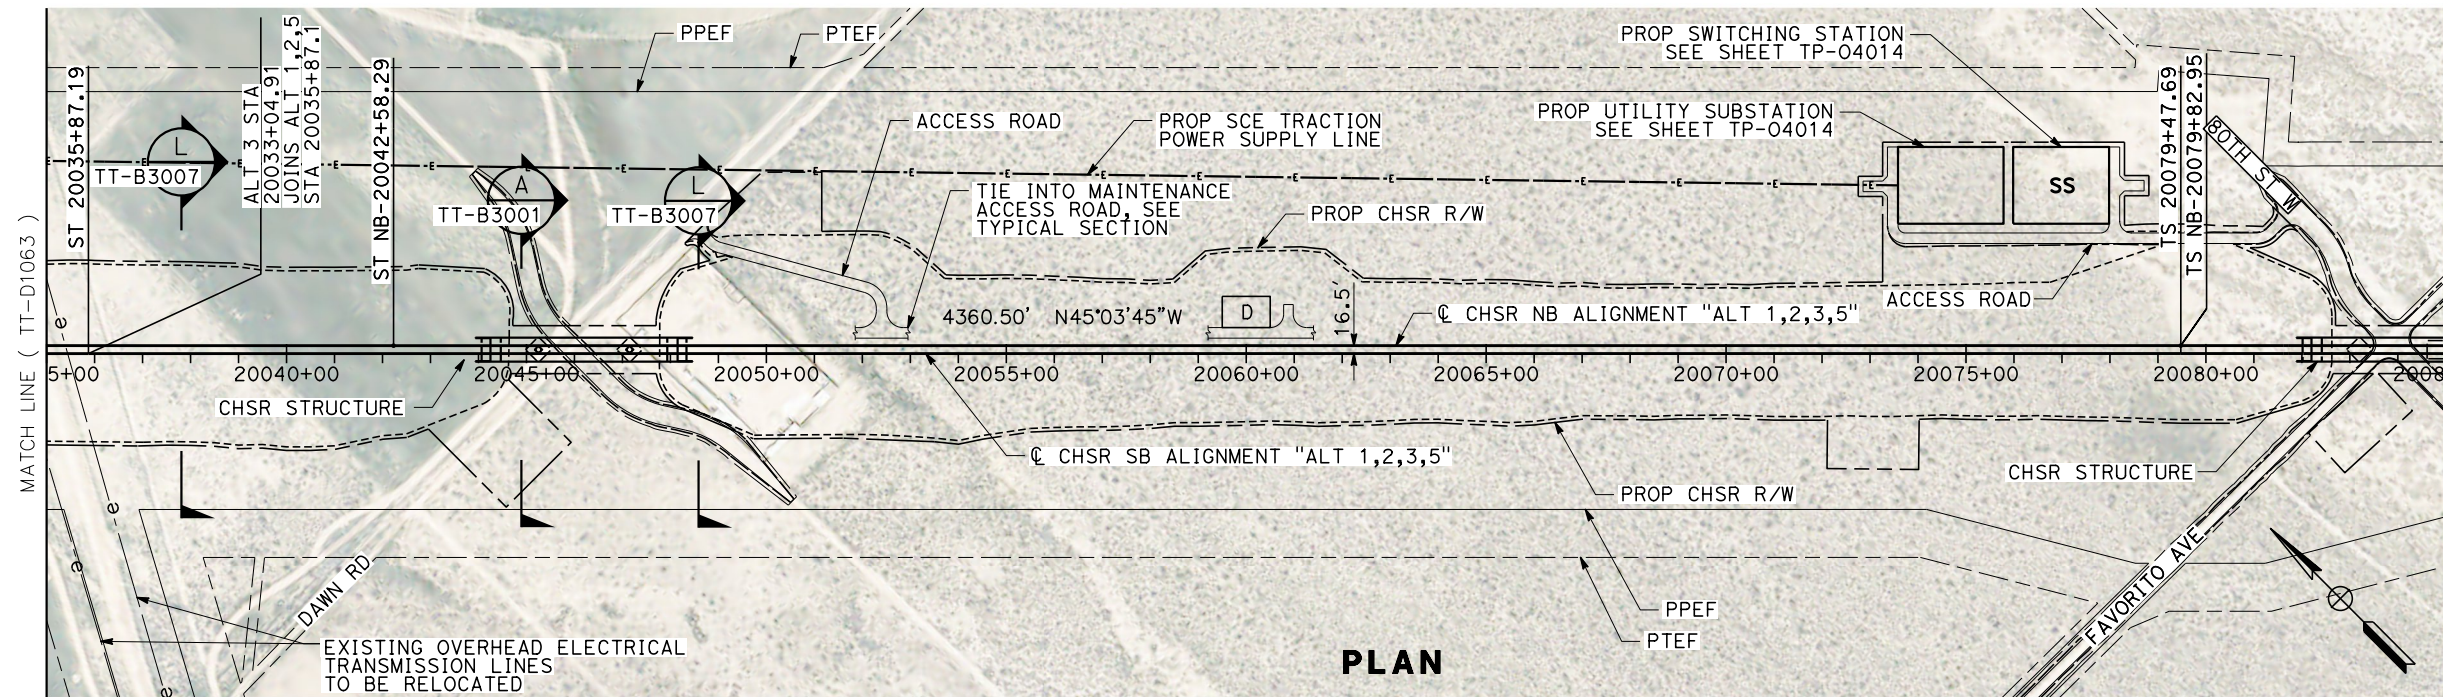 PPEF
PTEF
PROP SWITCHING STATION
SEE SHEET TP-04014
ST 20035+87.19
ALT 3 STA
20033+04.91
JOINS ALT 1,2,5
STA 20035+87.1
ST NB-20042+58.29
L
TT-B3007
A
TT-B3001
L
TT-B3007
ACCESS ROAD
PROP SCE TRACTION
POWER SUPPLY LINE
PROP UTILITY SUBSTATION
SEE SHEET TP-04014
TS 20079+47.69
TS NB-20079+82.95
BOTH ST W
SS
TIE INTO MAINTENANCE
ACCESS ROAD, SEE
TYPICAL SECTION
PROP CHSR R/W
E E E E E E E E E E E E E E E E
MATCH LINE ( TT-D1063 )
4360.50' N45°03'45"W
D
16.5'
℄ CHSR NB ALIGNMENT "ALT 1,2,3,5"
ACCESS ROAD
5+00 20040+00 20045+00 20050+00 20055+00 20060+00 20065+00 20070+00 20075+00 20080+00 2008
CHSR STRUCTURE
℄ CHSR SB ALIGNMENT "ALT 1,2,3,5"
PROP CHSR R/W
CHSR STRUCTURE
e
e
e
e
DAWN RD
FAVORITO AVE
PPEF
PTEF
EXISTING OVERHEAD ELECTRICAL
TRANSMISSION LINES
TO BE RELOCATED
PLAN